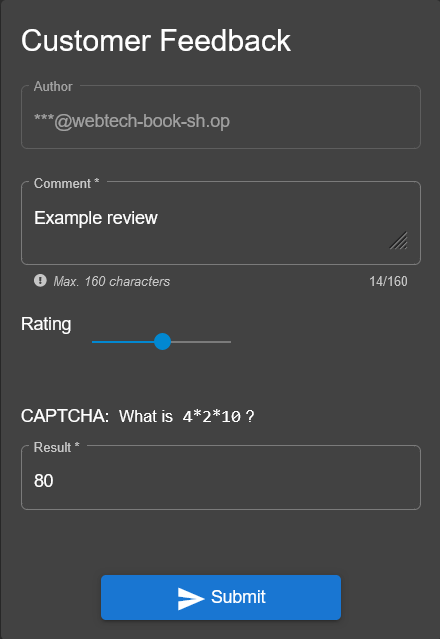 Customer Feedback
Author
***@webtech-book-sh.op
Comment *
Example review
Max. 160 characters 14/160
Rating
CAPTCHA: What is 4*2*10 ?
Result *
80
Submit